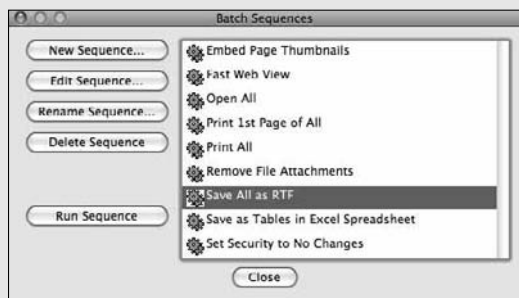 Batch Sequences
New Sequence...
Edit Sequence...
Rename Sequence...
Delete Sequence
Run Sequence
Embed Page Thumbnails
Fast Web View
Open All
Print 1st Page of All
Print All
Remove File Attachments
Save All as RTF
Save as Tables in Excel Spreadsheet
Set Security to No Changes
Close